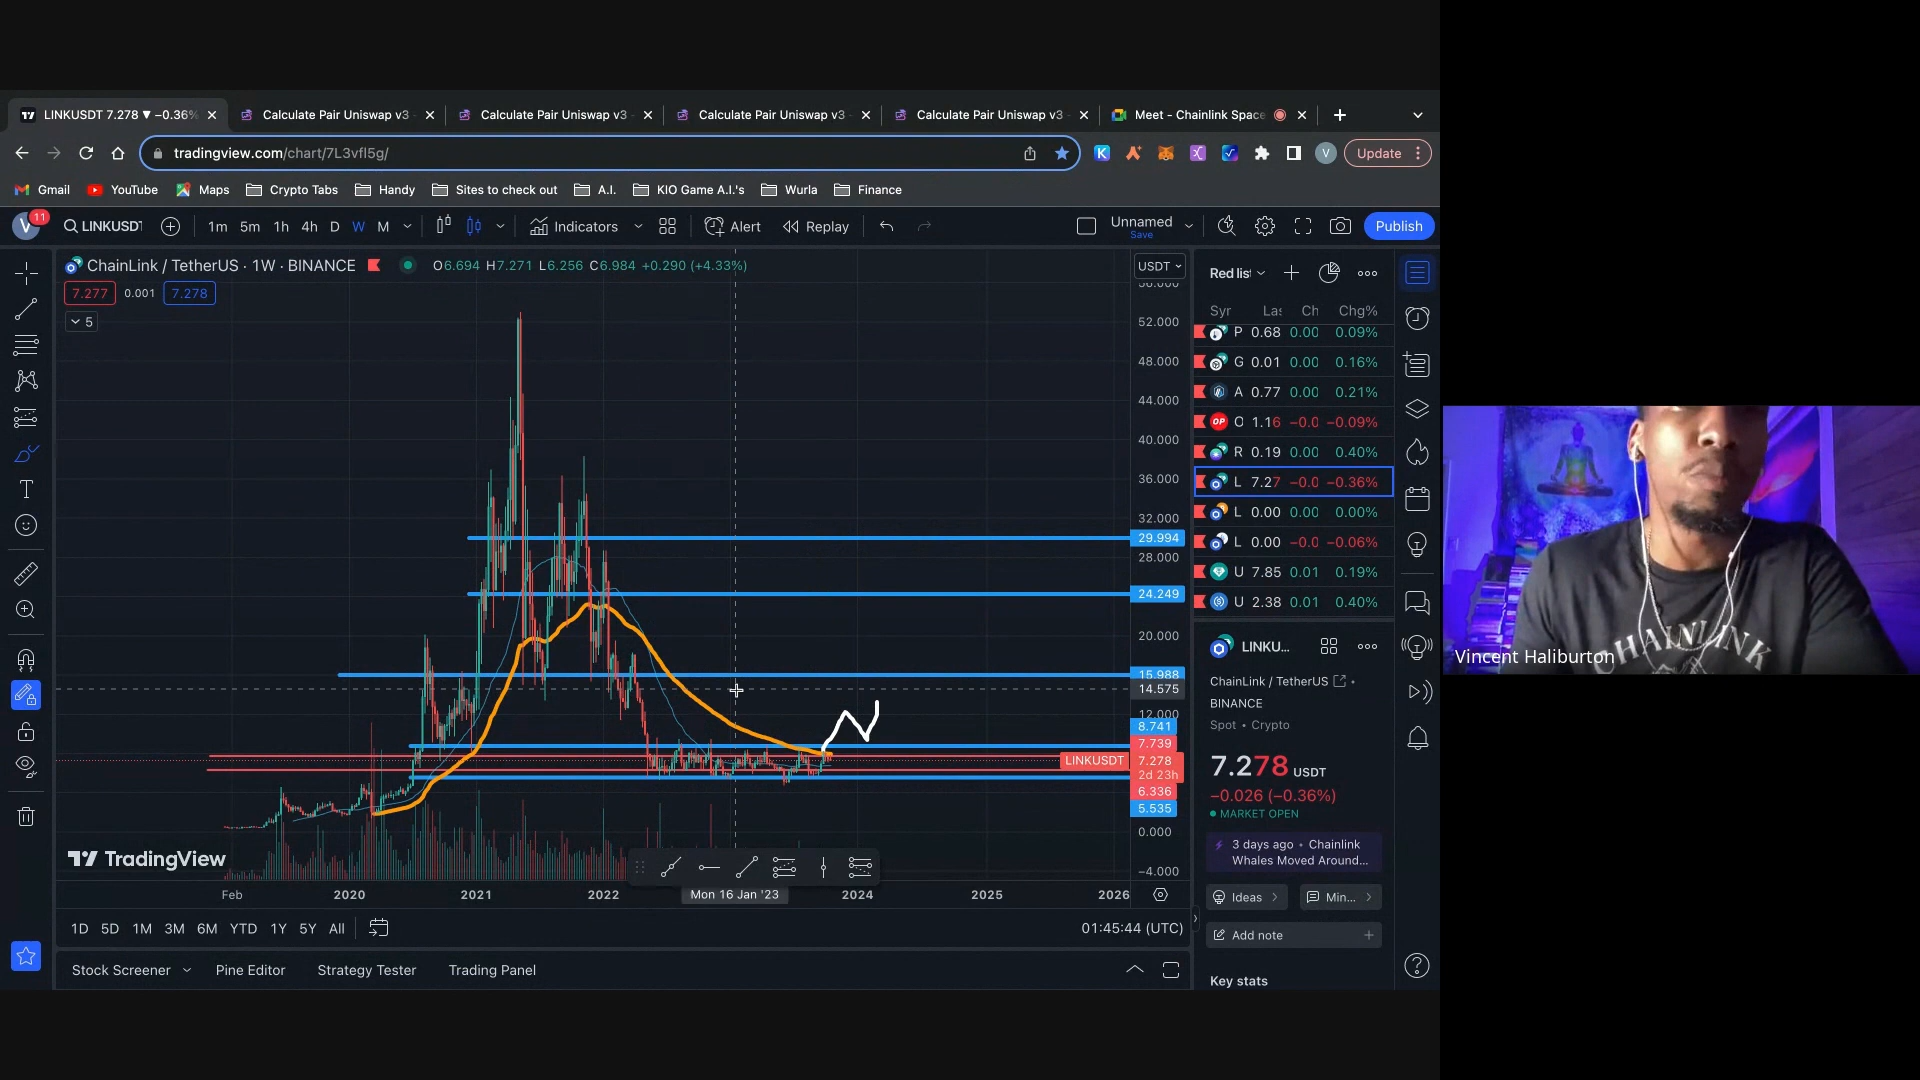 LINKUSDT 7.278 ▼ −0.36%
Calculate Pair Uniswap v3
Calculate Pair Uniswap v3
Calculate Pair Uniswap v3
Calculate Pair Uniswap v3
Meet - Chainlink Space
tradingview.com/chart/7L3vfl5g/
K
V
Update
Gmail
YouTube
Maps
Crypto Tabs
Handy
Sites to check out
A.I.
KIO Game A.I.'s
Wurla
Finance
V
11
LINKUSDT
1m
5m
1h
4h
D
W
M
Indicators
Alert
Replay
Unnamed
Save
Publish
ChainLink / TetherUS · 1W · BINANCE
O6.694 H7.271 L6.256 C6.984 +0.290 (+4.33%)
7.277
0.001
7.278
5
USDT
56.000
52.000
48.000
44.000
40.000
36.000
32.000
29.994
28.000
24.249
20.000
15.988
14.575
12.000
8.741
7.739
LINKUSDT
7.278
2d 23h
6.336
5.535
0.000
−4.000
TradingView
Feb
2020
2021
2022
Mon 16 Jan '23
2024
2025
2026
1D
5D
1M
3M
6M
YTD
1Y
5Y
All
01:45:44 (UTC)
Stock Screener
Pine Editor
Strategy Tester
Trading Panel
Red list
Syr
Las
Ch
Chg%
P 0.68 0.00 0.09%
G 0.01 0.00 0.16%
A 0.77 0.00 0.21%
OP O 1.16 −0.0 −0.09%
R 0.19 0.00 0.40%
L 7.27 −0.0 −0.36%
L 0.00 0.00 0.00%
L 0.00 −0.0 −0.06%
U 7.85 0.01 0.19%
U 2.38 0.01 0.40%
LINKU...
ChainLink / TetherUS
BINANCE
Spot • Crypto
7.278 USDT
−0.026 (−0.36%)
MARKET OPEN
3 days ago • Chainlink
Whales Moved Around...
Ideas
Min...
Add note
Key stats
CHAINLINK
Vincent Haliburton